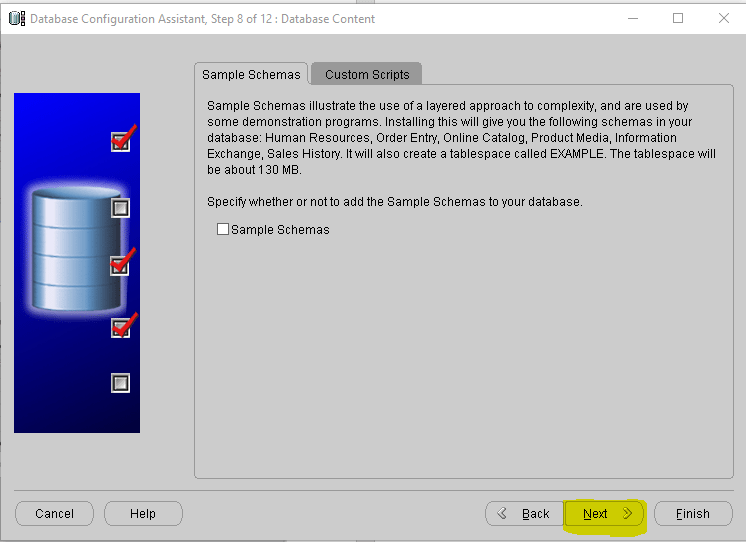 Database Configuration Assistant, Step 8 of 12 : Database Content
Sample Schemas
Custom Scripts
Sample Schemas illustrate the use of a layered approach to complexity, and are used by
some demonstration programs. Installing this will give you the following schemas in your
database: Human Resources, Order Entry, Online Catalog, Product Media, Information
Exchange, Sales History. It will also create a tablespace called EXAMPLE. The tablespace will
be about 130 MB.
Specify whether or not to add the Sample Schemas to your database.
Sample Schemas
Cancel
Help
Back
Next
Finish